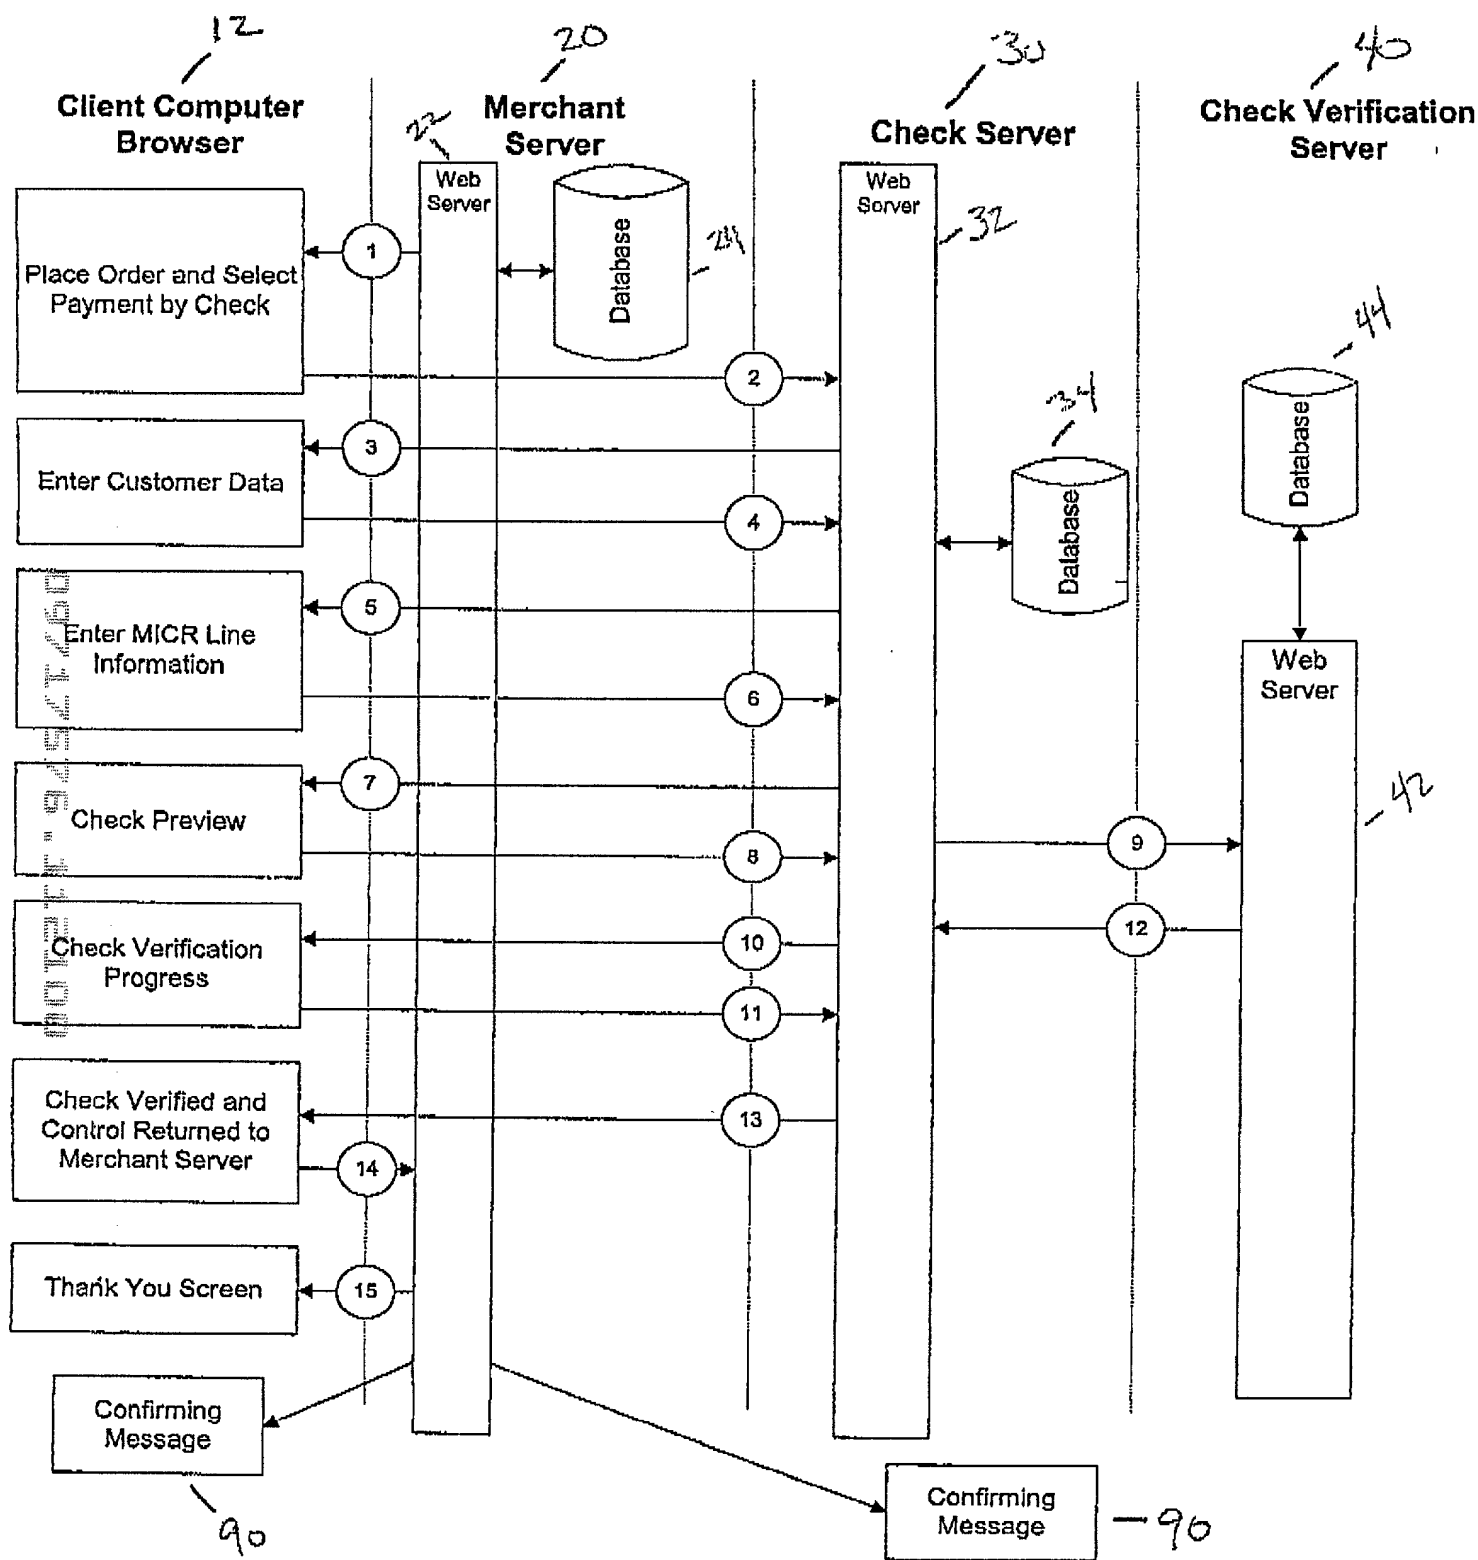 12
20
30
40
Client Computer
Browser
Merchant
Server
Check Server
Check Verification
Server
22
Web
Server
Database
24
Web
Server
32
1
Place Order and Select
Payment by Check
2
44
Database
3
34
Database
Enter Customer Data
4
5
Enter MICR Line
Information
6
Web
Server
42
7
Check Preview
8
9
10
12
Check Verification
Progress
11
Check Verified and
Control Returned to
Merchant Server
13
14
Thank You Screen
15
Confirming
Message
90
Confirming
Message
90